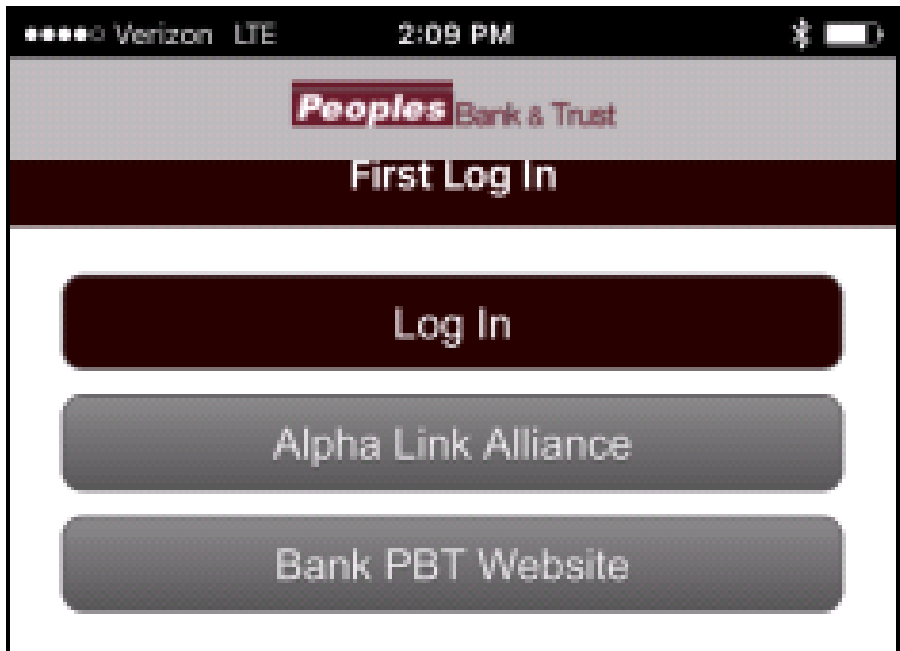 Verizon LTE 2:09 PM
Peoples Bank & Trust
First Log In
Log In
Alpha Link Alliance
Bank PBT Website